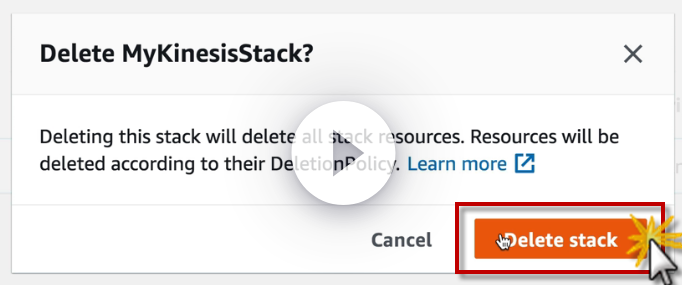 Delete MyKinesisStack?
Deleting this stack will delete all stack resources. Resources will be
deleted according to their DeletionPolicy. Learn more
Cancel
Delete stack